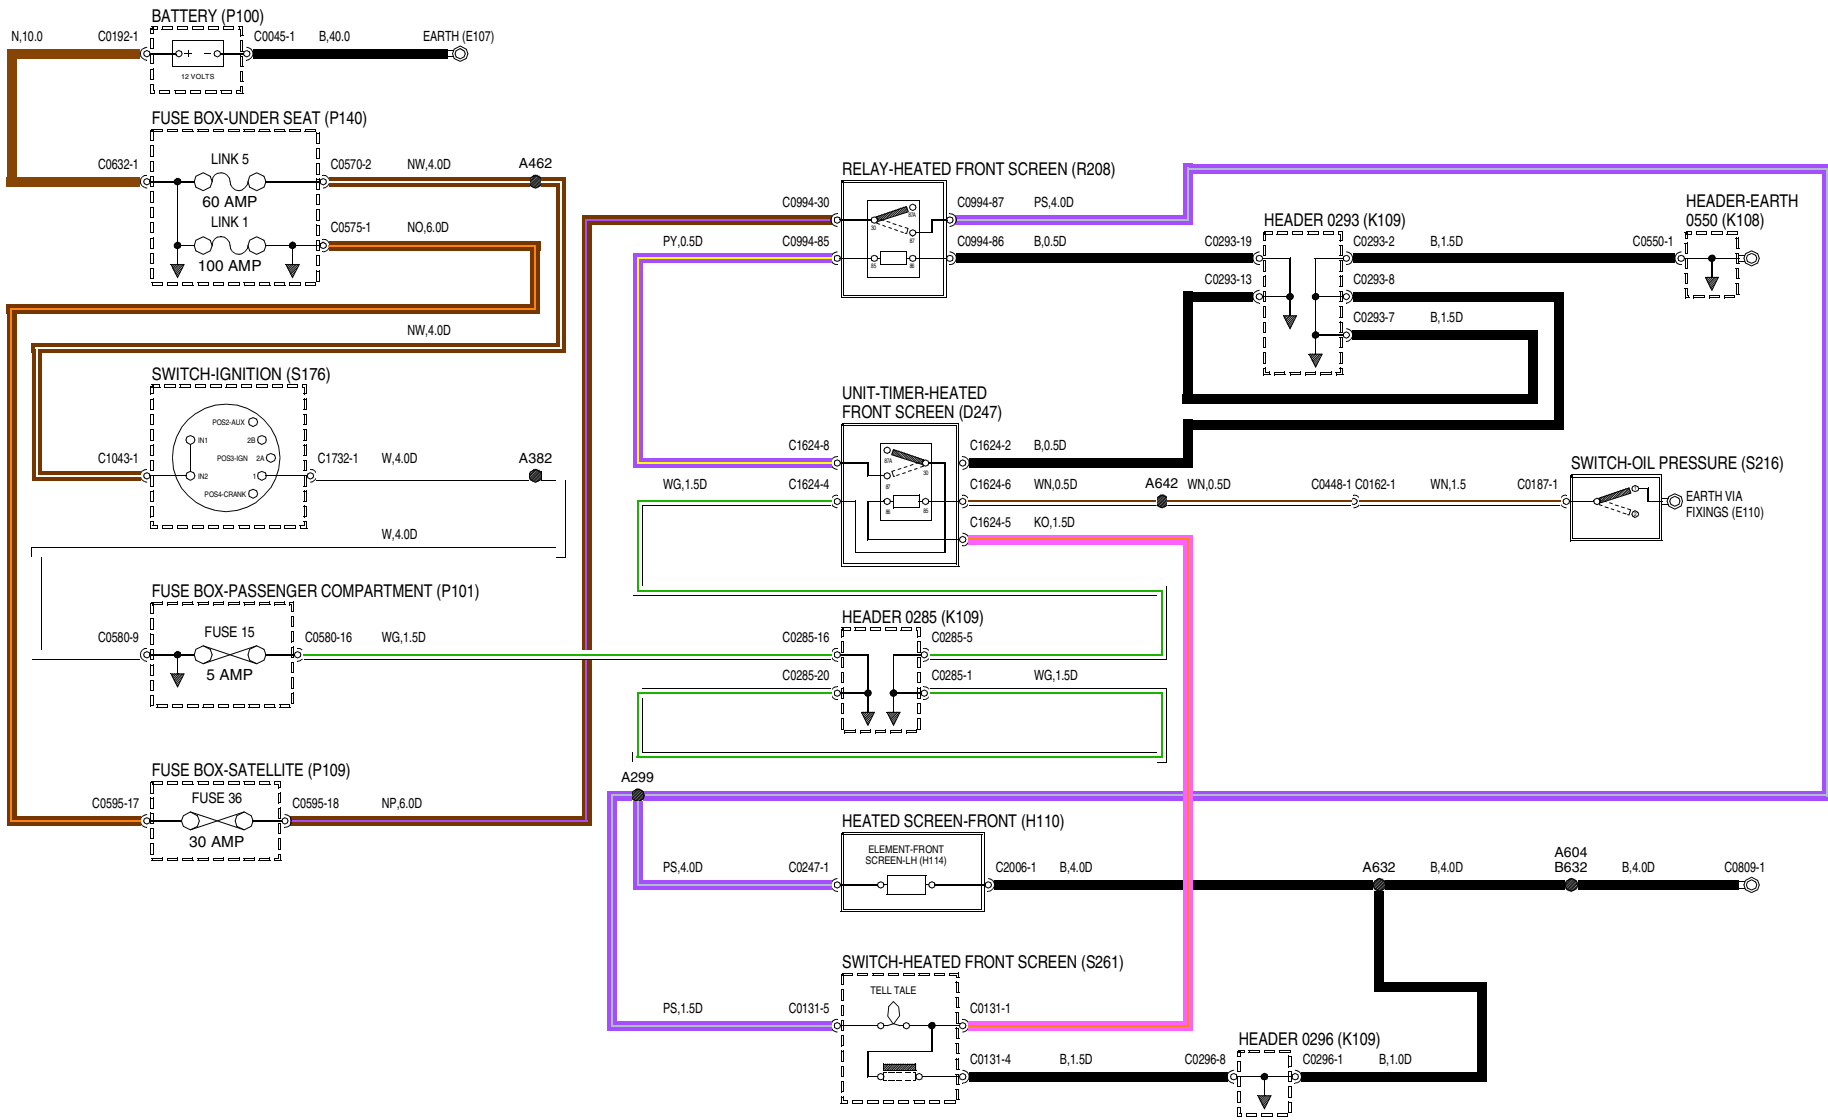 BATTERY (P100)
N,10.0
C0192-1
C0045-1
B,40.0
EARTH (E107)
12 VOLTS
FUSE BOX-UNDER SEAT (P140)
C0632-1
LINK 5
60 AMP
C0570-2
NW,4.0D
A462
LINK 1
100 AMP
C0575-1
NO,6.0D
NW,4.0D
SWITCH-IGNITION (S176)
POS2-AUX
IN1
2B
POS3-IGN
2A
IN2
1
POS4-CRANK
C1043-1
C1732-1
W,4.0D
A382
W,4.0D
FUSE BOX-PASSENGER COMPARTMENT (P101)
C0580-9
FUSE 15
5 AMP
C0580-16
WG,1.5D
FUSE BOX-SATELLITE (P109)
C0595-17
FUSE 36
30 AMP
C0595-18
NP,6.0D
RELAY-HEATED FRONT SCREEN (R208)
C0994-30
87A
30
87
C0994-87
PS,4.0D
PY,0.5D
C0994-85
85
86
C0994-86
B,0.5D
HEADER 0293 (K109)
C0293-19
C0293-13
C0293-2
B,1.5D
C0293-8
C0293-7
B,1.5D
HEADER-EARTH
0550 (K108)
C0550-1
UNIT-TIMER-HEATED
FRONT SCREEN (D247)
C1624-8
87A
30
87
86
85
C1624-2
B,0.5D
WG,1.5D
C1624-4
C1624-6
WN,0.5D
A642
WN,0.5D
C0448-1
C0162-1
WN,1.5
C0187-1
C1624-5
KO,1.5D
SWITCH-OIL PRESSURE (S216)
1
2
EARTH VIA
FIXINGS (E110)
HEADER 0285 (K109)
C0285-16
C0285-5
C0285-20
C0285-1
WG,1.5D
A299
HEATED SCREEN-FRONT (H110)
ELEMENT-FRONT
SCREEN-LH (H114)
PS,4.0D
C0247-1
C2006-1
B,4.0D
A632
B,4.0D
A604
B632
B,4.0D
C0809-1
SWITCH-HEATED FRONT SCREEN (S261)
TELL TALE
PS,1.5D
C0131-5
C0131-1
C0131-4
B,1.5D
HEADER 0296 (K109)
C0296-8
C0296-1
B,1.0D